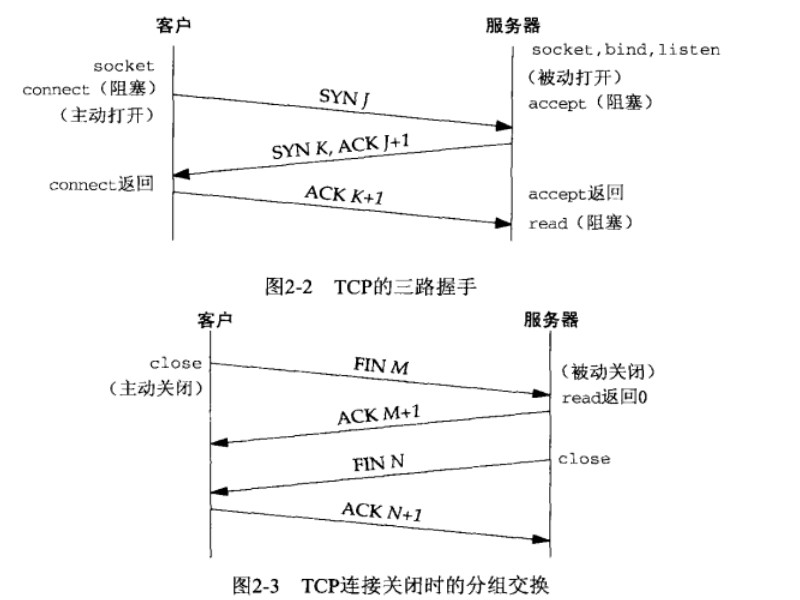 客户 服务器
socket socket,bind,listen
connect（阻塞） （被动打开）
（主动打开） SYN J accept（阻塞）
SYN K, ACK J+1
connect返回 ACK K+1 accept返回
read（阻塞）
图2-2 TCP的三路握手
客户 服务器
close FIN M （被动关闭）
（主动关闭） read返回0
ACK M+1
FIN N close
ACK N+1
图2-3 TCP连接关闭时的分组交换